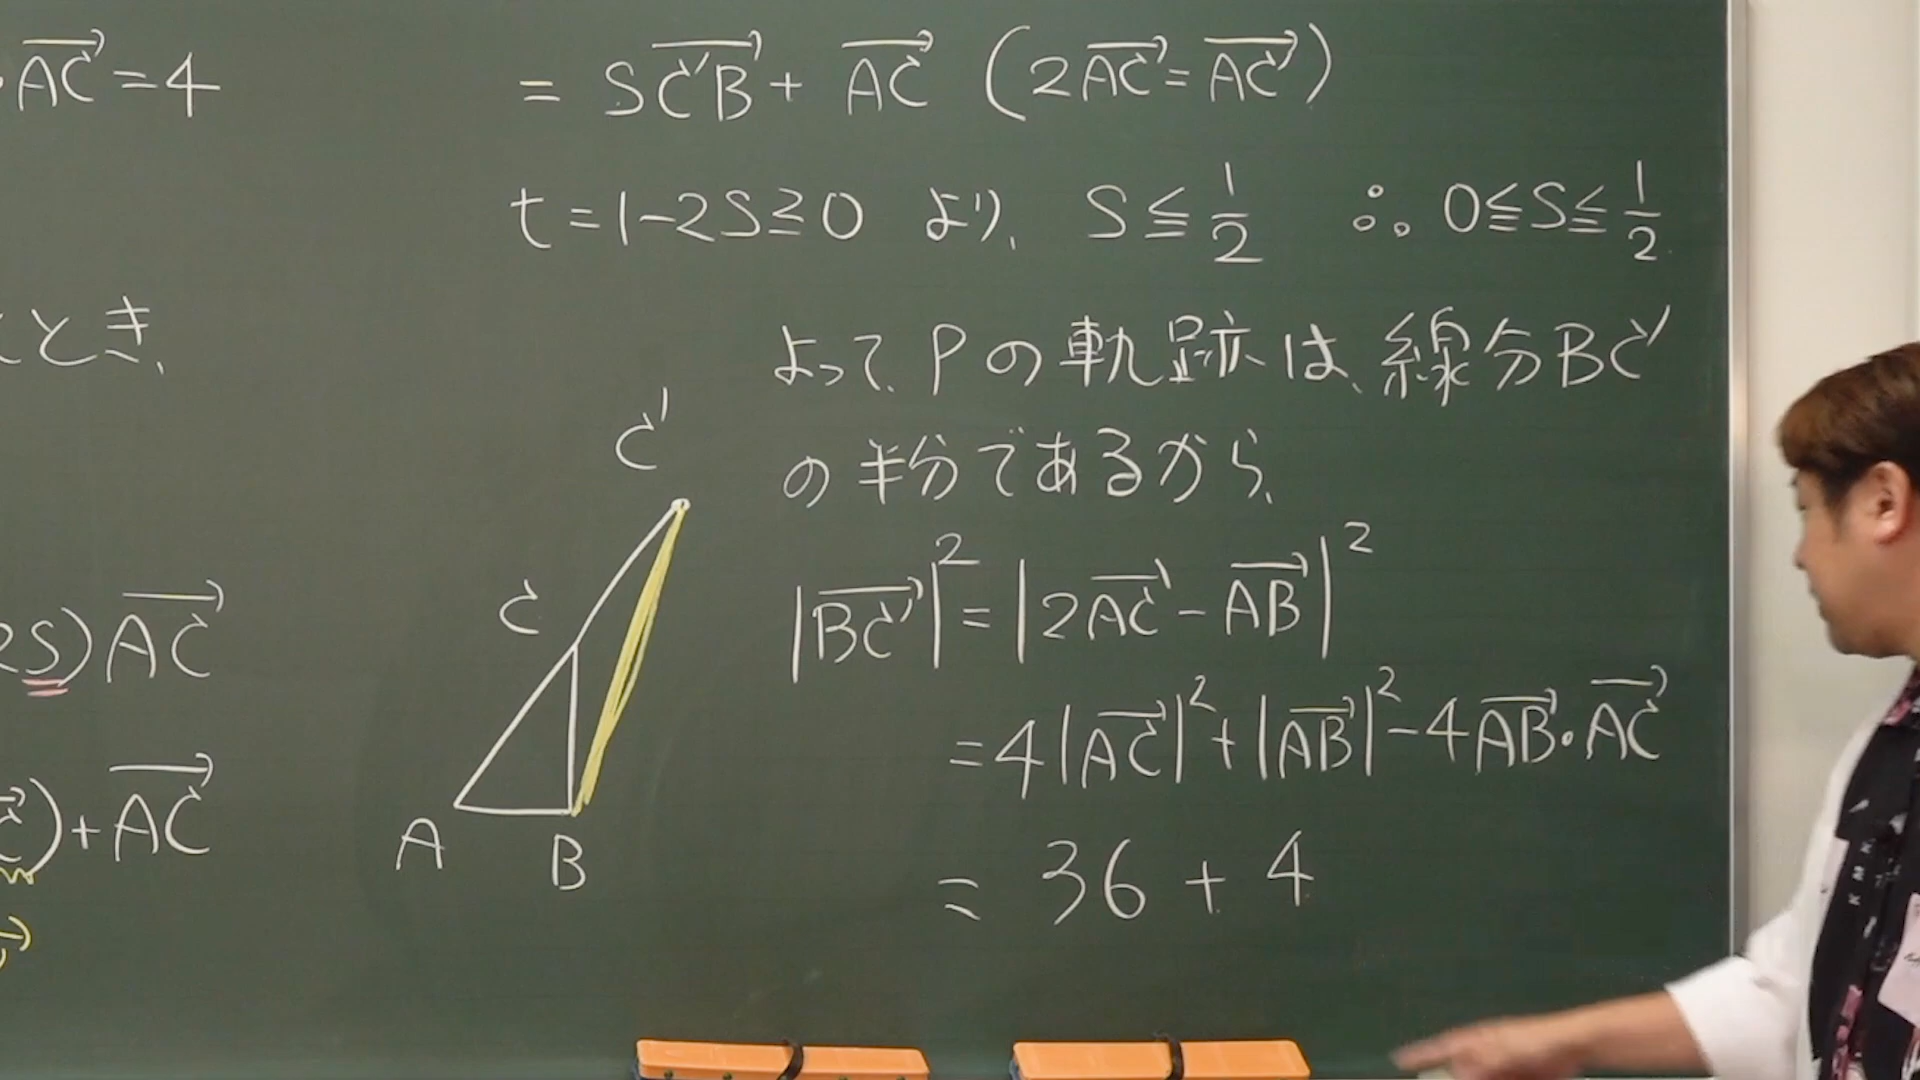 ・AC→ = 4
とき、
2S)AC→
)+AC→
= SC'B→ + AC→ (2AC→ = AC'→)
t = 1-2S ≧ 0 より、 S ≦ 1/2 ∴ 0 ≦ S ≦ 1/2
よって、Pの軌跡は、線分BC'
の半分であるから、
|BC'→|² = |2AC→ - AB→|²
= 4|AC→|² + |AB→|² - 4AB→・AC→
= 36 + 4
C'
C
A
B